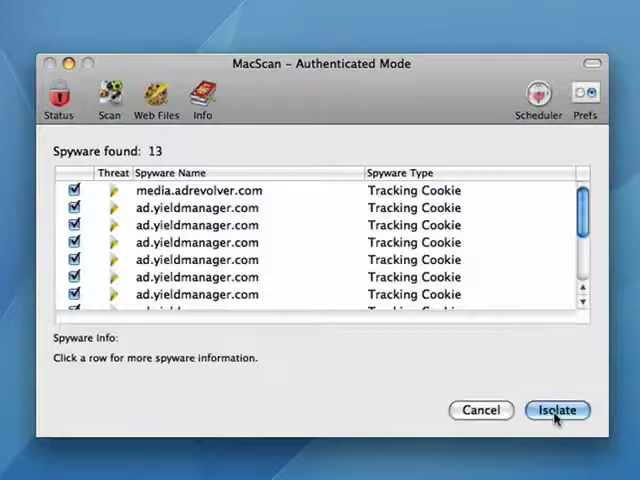 MacScan – Authenticated Mode
Status Scan Web Files Info Scheduler Prefs
Spyware found: 13
Threat Spyware Name Spyware Type
media.adrevolver.com Tracking Cookie
ad.yieldmanager.com Tracking Cookie
ad.yieldmanager.com Tracking Cookie
ad.yieldmanager.com Tracking Cookie
ad.yieldmanager.com Tracking Cookie
ad.yieldmanager.com Tracking Cookie
ad.yieldmanager.com Tracking Cookie
Spyware Info:
Click a row for more spyware information.
Cancel Isolate